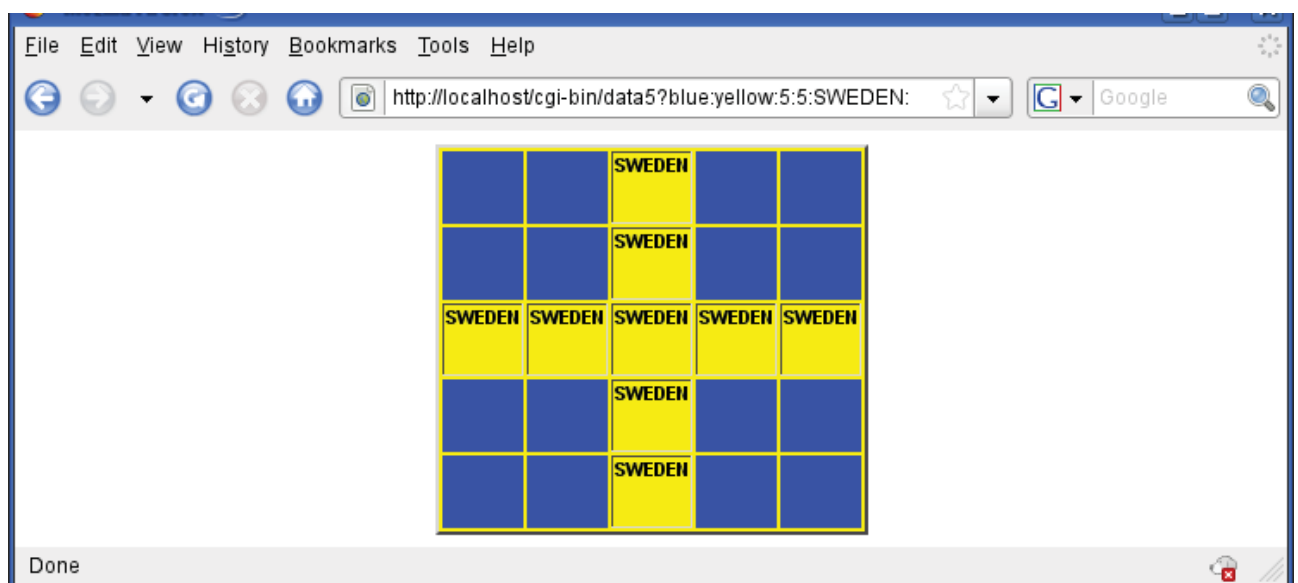 File Edit View History Bookmarks Tools Help
http://localhost/cgi-bin/data5?blue:yellow:5:5:SWEDEN: G Google
SWEDEN
SWEDEN
SWEDEN SWEDEN SWEDEN SWEDEN SWEDEN
SWEDEN
SWEDEN
Done